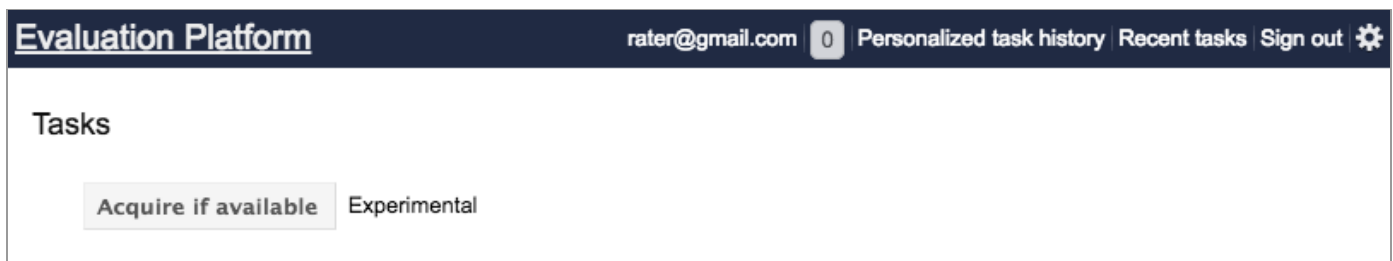 Evaluation Platform rater@gmail.com 0 Personalized task history Recent tasks Sign out
Tasks
Acquire if available Experimental